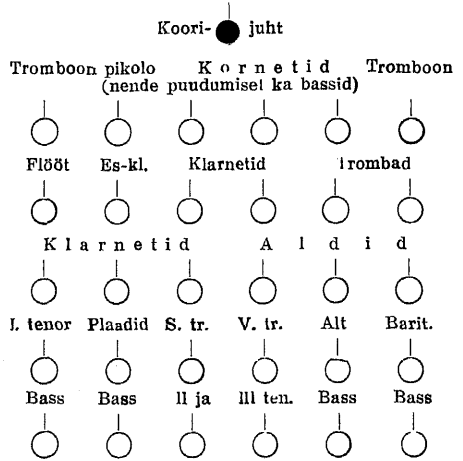 Koori- juht
Tromboon pikolo Kornetid Tromboon
(nende puudumisel ka bassid)
Flööt Es-kl. Klarnetid Trombad
Klarnetid Aldid
I. tenor Plaadid S. tr. V. tr. Alt Barit.
Bass Bass II ja III ten. Bass Bass